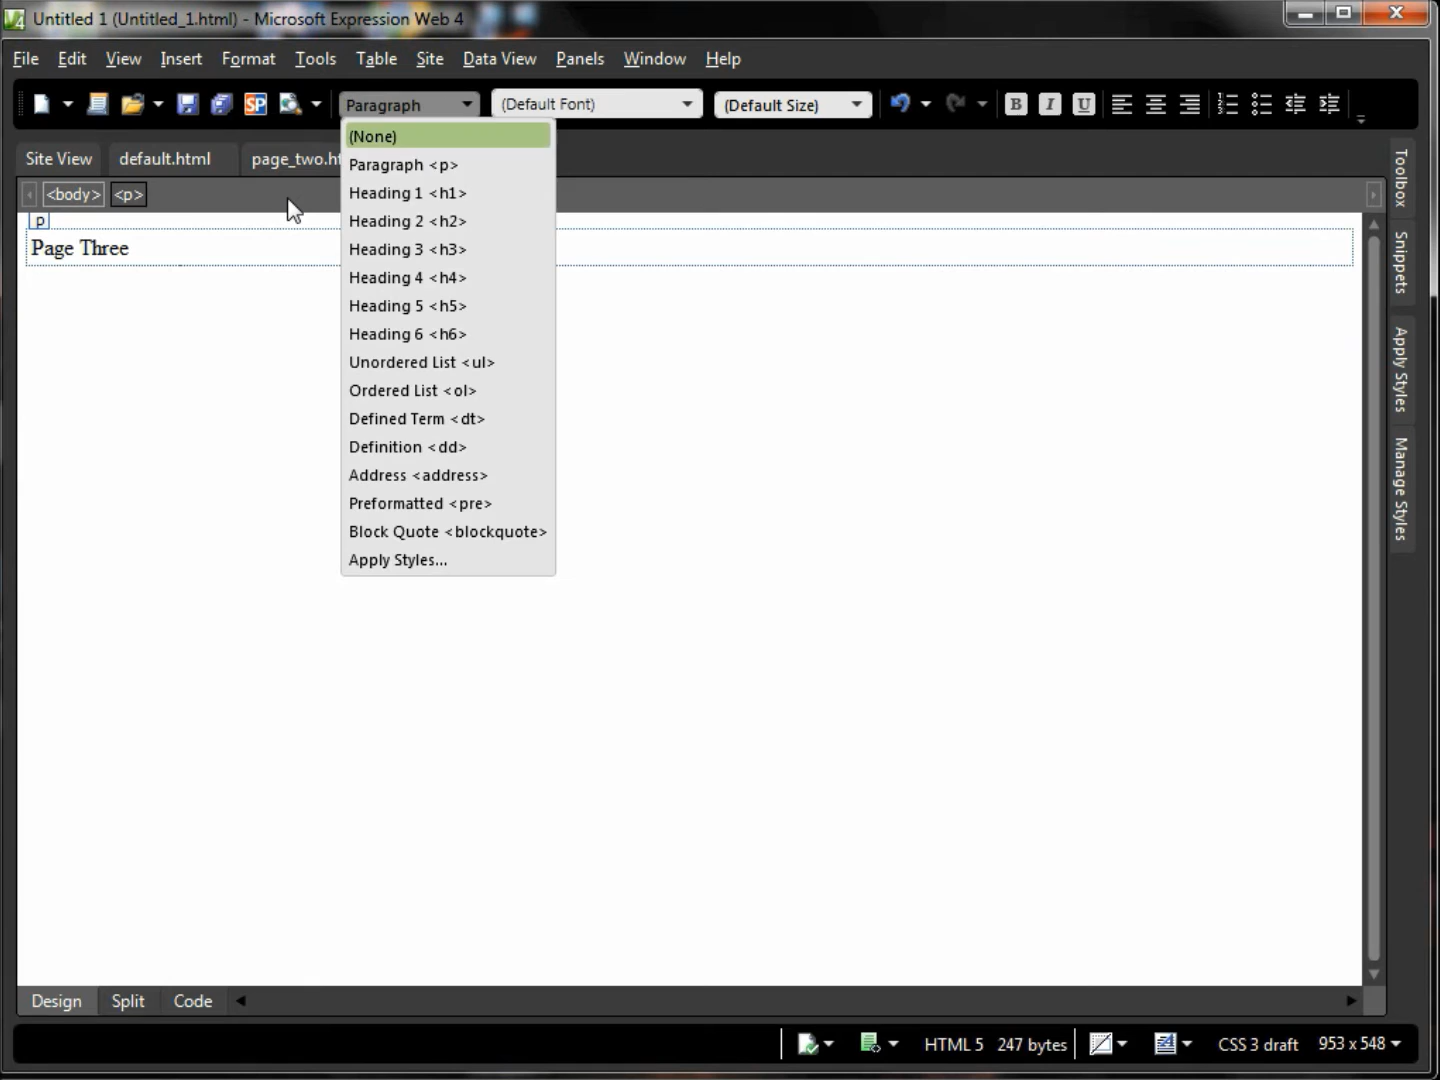 Untitled 1 (Untitled_1.html) - Microsoft Expression Web 4
File Edit View Insert Format Tools Table Site Data View Panels Window Help
SP Paragraph (Default Font) (Default Size) B I U
(None)
Site View default.html page_two.ht
Paragraph <p>
<body> <p>
Heading 1 <h1>
p
Heading 2 <h2>
Page Three
Heading 3 <h3>
Heading 4 <h4>
Heading 5 <h5>
Heading 6 <h6>
Unordered List <ul>
Ordered List <ol>
Defined Term <dt>
Definition <dd>
Address <address>
Preformatted <pre>
Block Quote <blockquote>
Apply Styles...
Toolbox
Snippets
Apply Styles
Manage Styles
Design Split Code
HTML 5 247 bytes CSS 3 draft 953 x 548